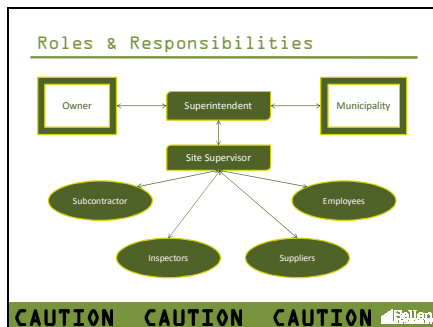 Roles & Responsibilities
Owner
Superintendent
Municipality
Site Supervisor
Subcontractor
Employees
Inspectors
Suppliers
CAUTION CAUTION CAUTION